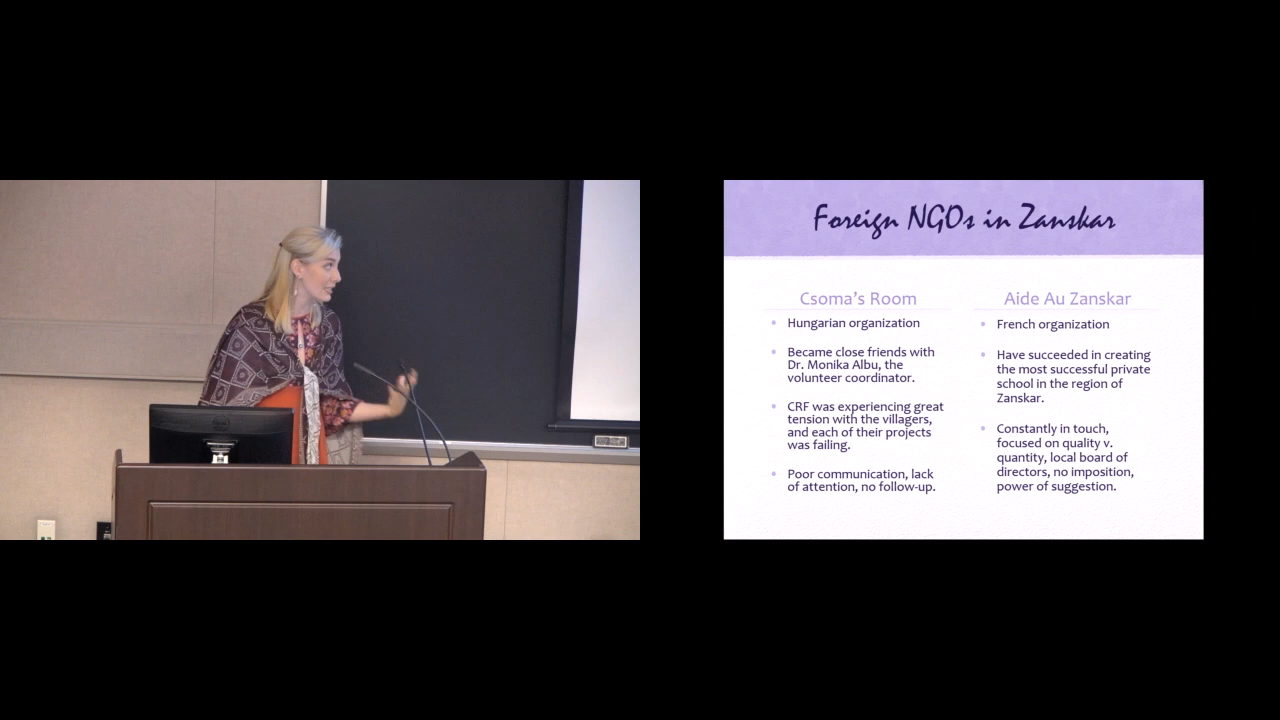 Foreign NGOs in Zanskar
Csoma's Room
Hungarian organization
Became close friends with
Dr. Monika Albu, the
volunteer coordinator.
CRF was experiencing great
tension with the villagers,
and each of their projects
was failing.
Poor communication, lack
of attention, no follow-up.
Aide Au Zanskar
French organization
Have succeeded in creating
the most successful private
school in the region of
Zanskar.
Constantly in touch,
focused on quality v.
quantity, local board of
directors, no imposition,
power of suggestion.